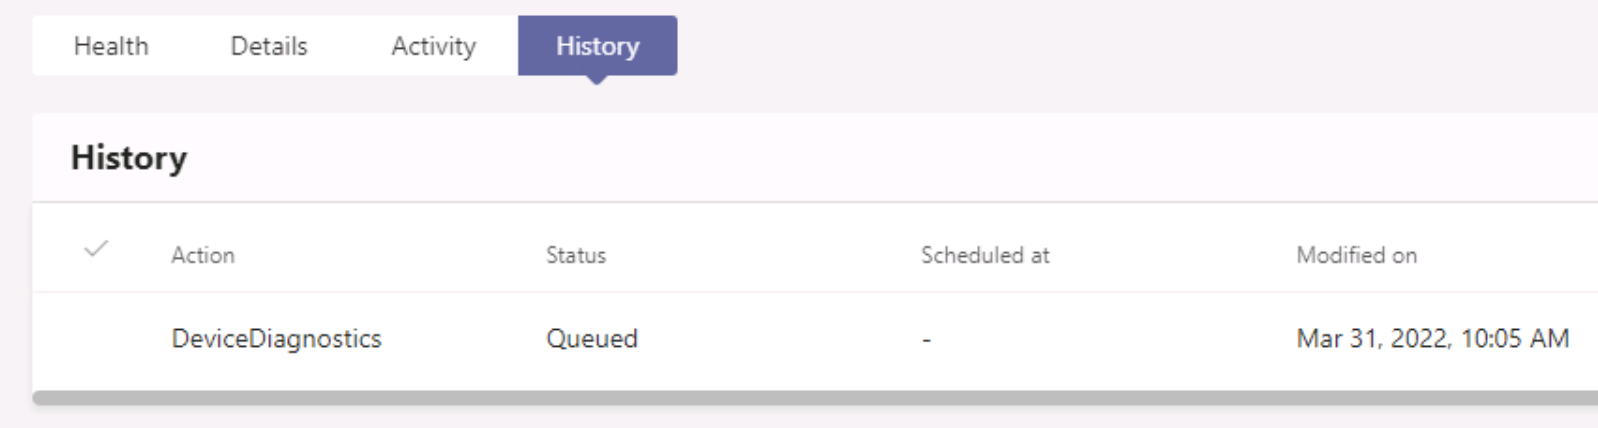 Health Details Activity History
History
Action Status Scheduled at Modified on
DeviceDiagnostics Queued - Mar 31, 2022, 10:05 AM